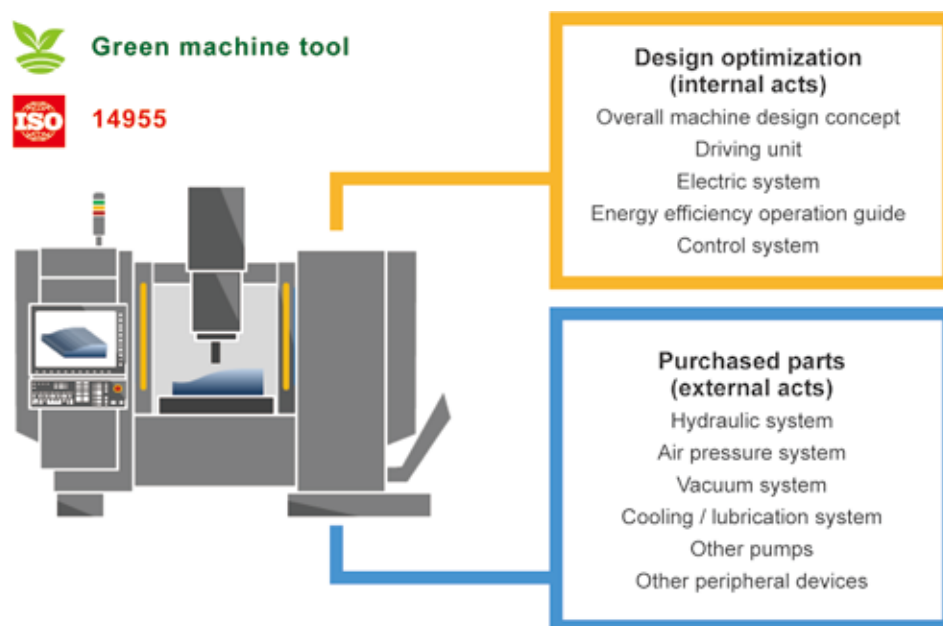 Green machine tool
ISO
14955
Design optimization
(internal acts)
Overall machine design concept
Driving unit
Electric system
Energy efficiency operation guide
Control system
Purchased parts
(external acts)
Hydraulic system
Air pressure system
Vacuum system
Cooling / lubrication system
Other pumps
Other peripheral devices